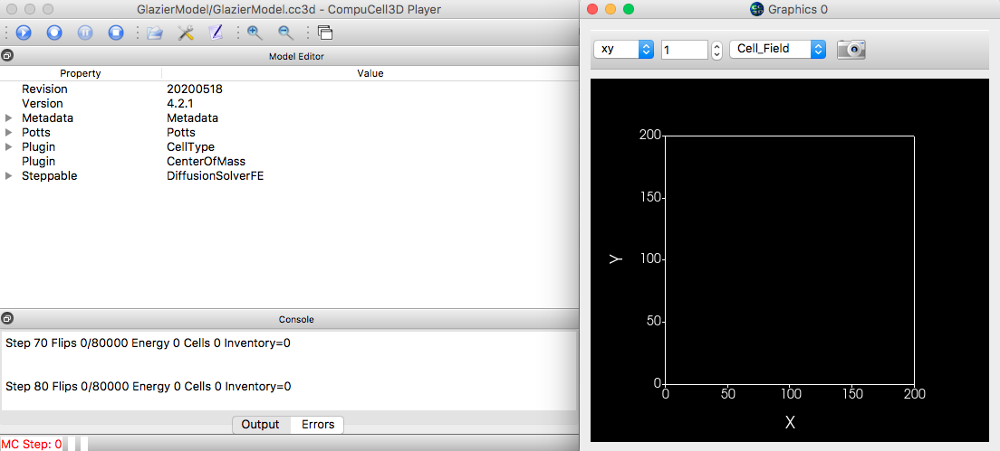 GlazierModel/GlazierModel.cc3d - CompuCell3D Player
Model Editor
Property Value
Revision 20200518
Version 4.2.1
Metadata Metadata
Potts Potts
Plugin CellType
Plugin CenterOfMass
Steppable DiffusionSolverFE
Console
Step 70 Flips 0/80000 Energy 0 Cells 0 Inventory=0
Step 80 Flips 0/80000 Energy 0 Cells 0 Inventory=0
Output Errors
MC Step: 0
Graphics 0
xy 1 Cell_Field
200
150
Y 100
50
0
0 50 100 150 200
X